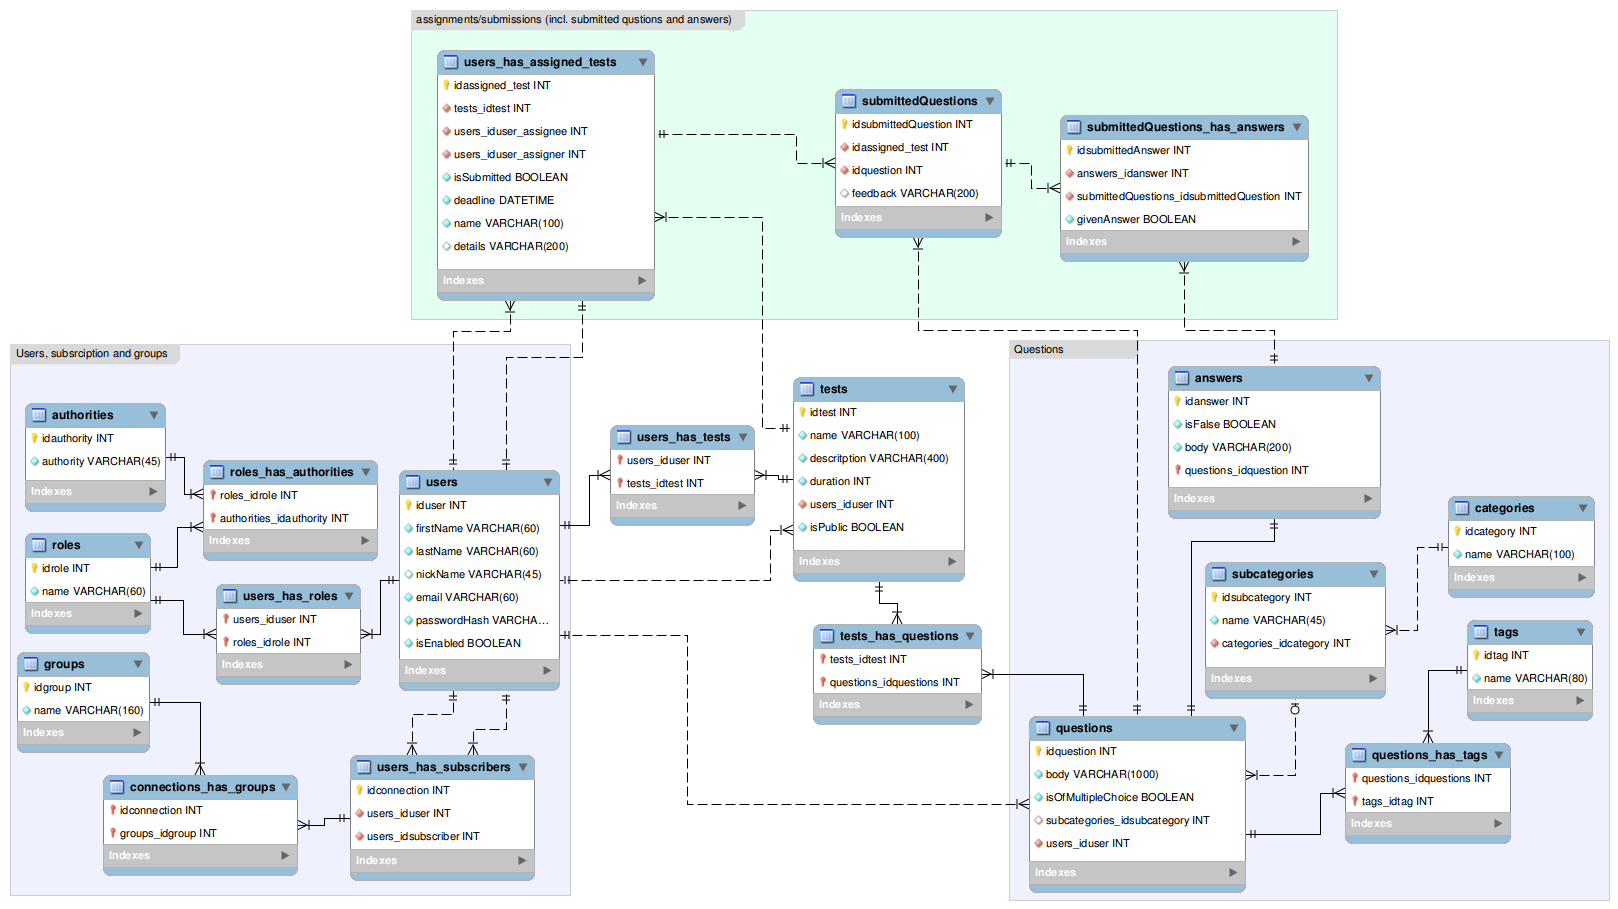 assignments/submissions (incl. submitted qustions and answers)
users_has_assigned_tests
idassigned_test INT
tests_idtest INT
users_iduser_assignee INT
users_iduser_assigner INT
isSubmitted BOOLEAN
deadline DATETIME
name VARCHAR(100)
details VARCHAR(200)
Indexes
submittedQuestions
idsubmittedQuestion INT
idassigned_test INT
idquestion INT
feedback VARCHAR(200)
Indexes
submittedQuestions_has_answers
idsubmittedAnswer INT
answers_idanswer INT
submittedQuestions_idsubmittedQuestion INT
givenAnswer BOOLEAN
Indexes
Users, subsrciption and groups
authorities
idauthority INT
authority VARCHAR(45)
Indexes
roles_has_authorities
roles_idrole INT
authorities_idauthority INT
Indexes
roles
idrole INT
name VARCHAR(60)
Indexes
users_has_roles
users_iduser INT
roles_idrole INT
Indexes
groups
idgroup INT
name VARCHAR(160)
Indexes
connections_has_groups
idconnection INT
groups_idgroup INT
Indexes
users
iduser INT
firstName VARCHAR(60)
lastName VARCHAR(60)
nickName VARCHAR(45)
email VARCHAR(60)
passwordHash VARCHA...
isEnabled BOOLEAN
Indexes
users_has_subscribers
idconnection INT
users_iduser INT
users_idsubscriber INT
Indexes
users_has_tests
users_iduser INT
tests_idtest INT
Indexes
tests
idtest INT
name VARCHAR(100)
descritption VARCHAR(400)
duration INT
users_iduser INT
isPublic BOOLEAN
Indexes
tests_has_questions
tests_idtest INT
questions_idquestions INT
Indexes
Questions
answers
idanswer INT
isFalse BOOLEAN
body VARCHAR(200)
questions_idquestion INT
Indexes
categories
idcategory INT
name VARCHAR(100)
Indexes
subcategories
idsubcategory INT
name VARCHAR(45)
categories_idcategory INT
Indexes
tags
idtag INT
name VARCHAR(80)
Indexes
questions
idquestion INT
body VARCHAR(1000)
isOfMultipleChoice BOOLEAN
subcategories_idsubcategory INT
users_iduser INT
Indexes
questions_has_tags
questions_idquestions INT
tags_idtag INT
Indexes